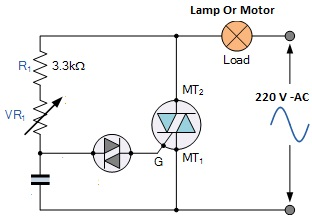 Lamp Or Motor
R1 3.3kΩ
Load
MT2
VR1
220 V -AC
G
MT1